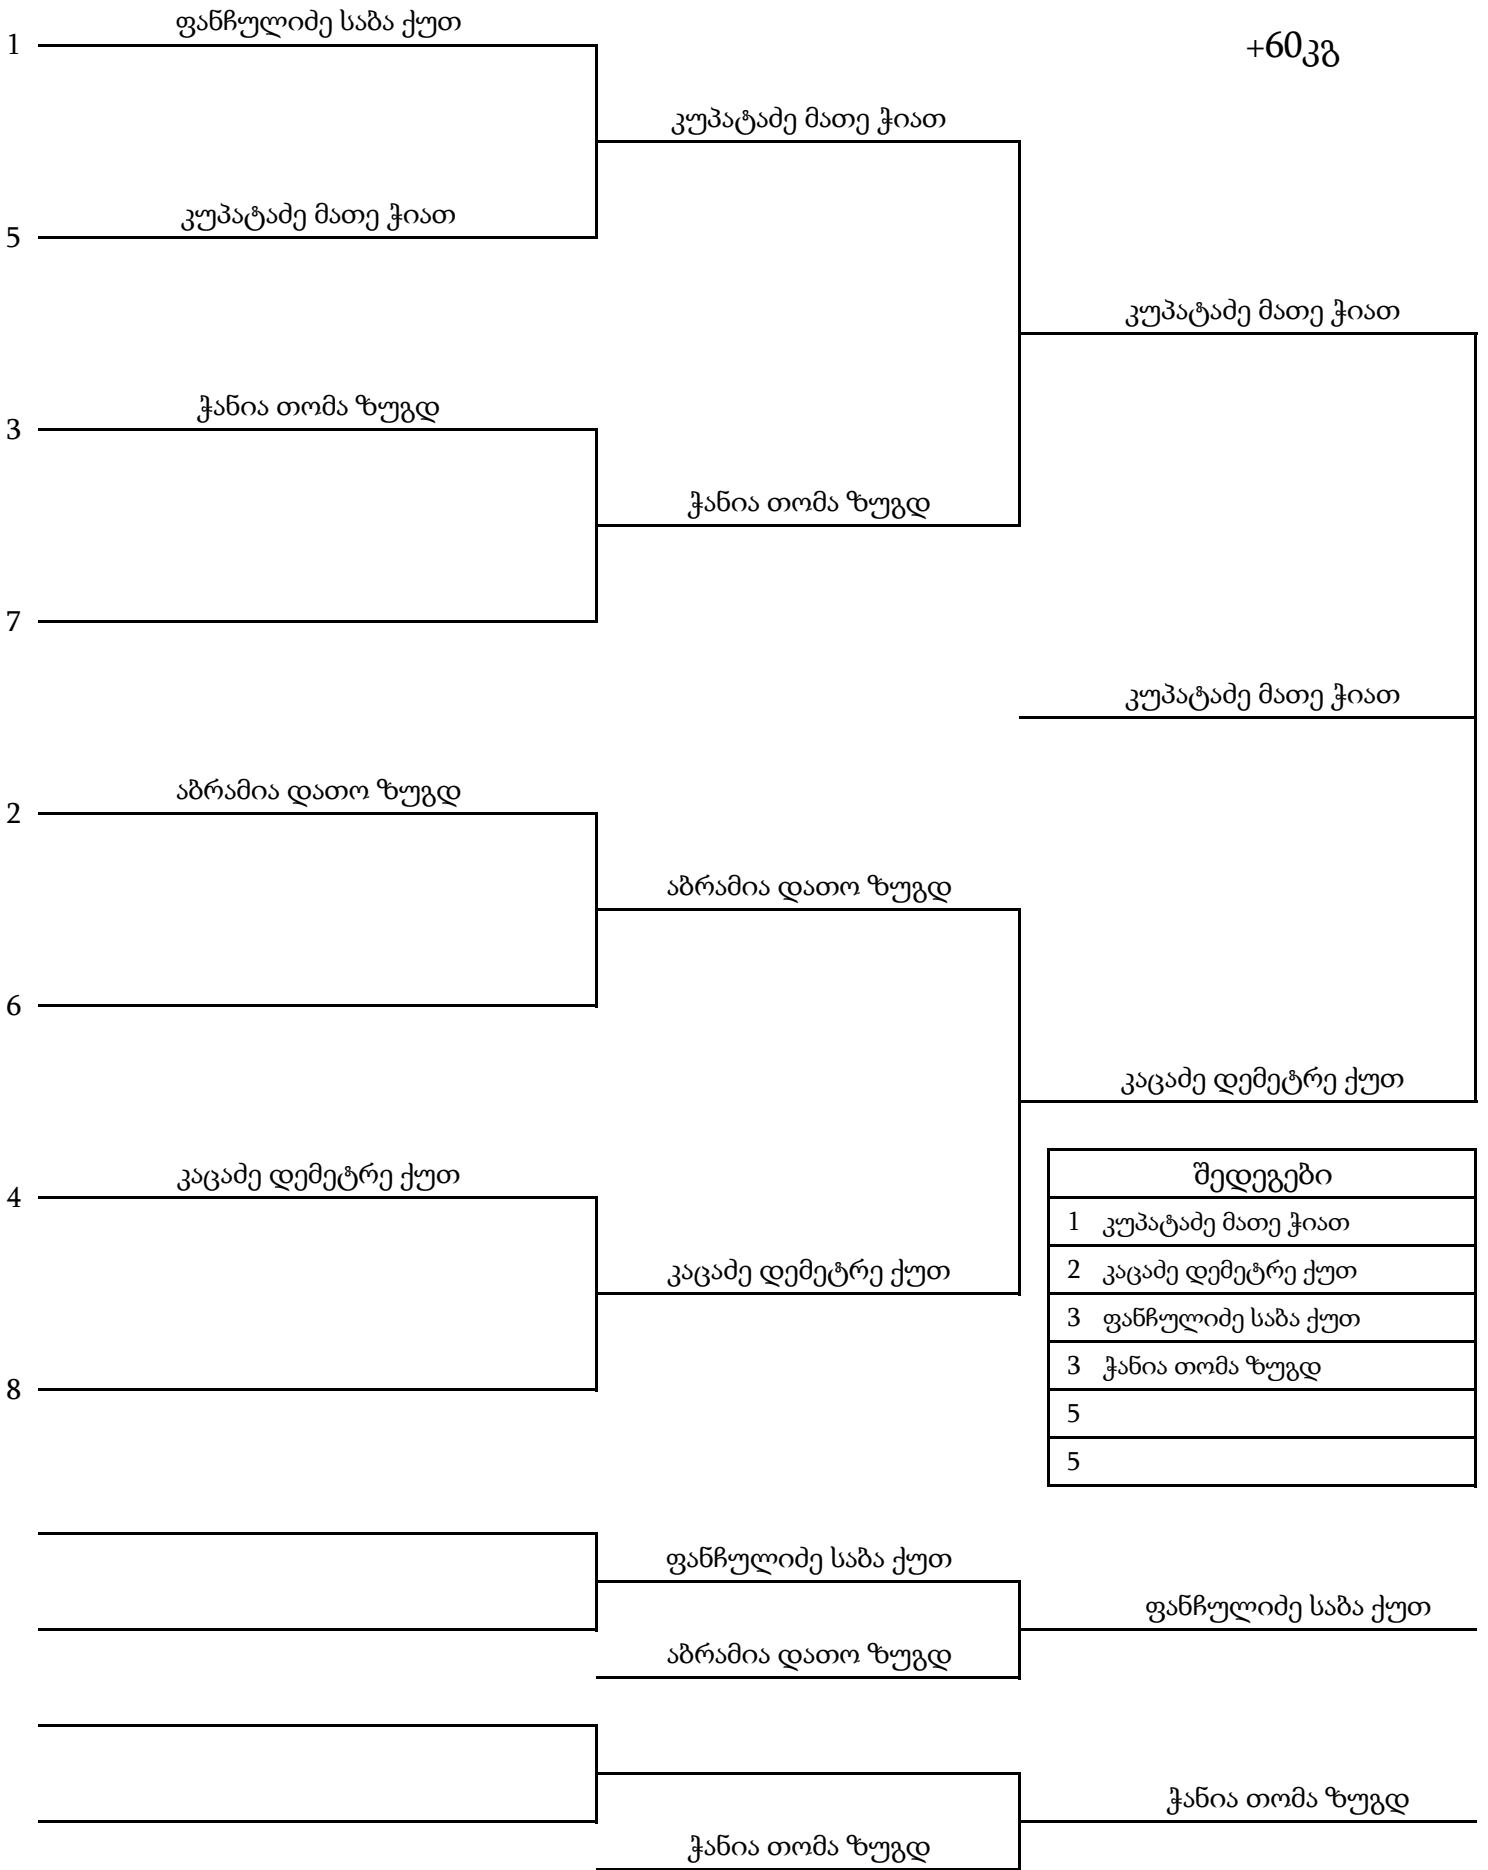 ფანჩულიძე საბა ქუთ
1
+60კგ
კუპატაძე მათე ჭიათ
კუპატაძე მათე ჭიათ
5
კუპატაძე მათე ჭიათ
ჭანია თომა ზუგდ
3
ჭანია თომა ზუგდ
7
კუპატაძე მათე ჭიათ
აბრამია დათო ზუგდ
2
აბრამია დათო ზუგდ
6
კაცაძე დემეტრე ქუთ
კაცაძე დემეტრე ქუთ
4
კაცაძე დემეტრე ქუთ
8
შედეგები
1 კუპატაძე მათე ჭიათ
2 კაცაძე დემეტრე ქუთ
3 ფანჩულიძე საბა ქუთ
3 ჭანია თომა ზუგდ
5
5
ფანჩულიძე საბა ქუთ
ფანჩულიძე საბა ქუთ
აბრამია დათო ზუგდ
ჭანია თომა ზუგდ
ჭანია თომა ზუგდ